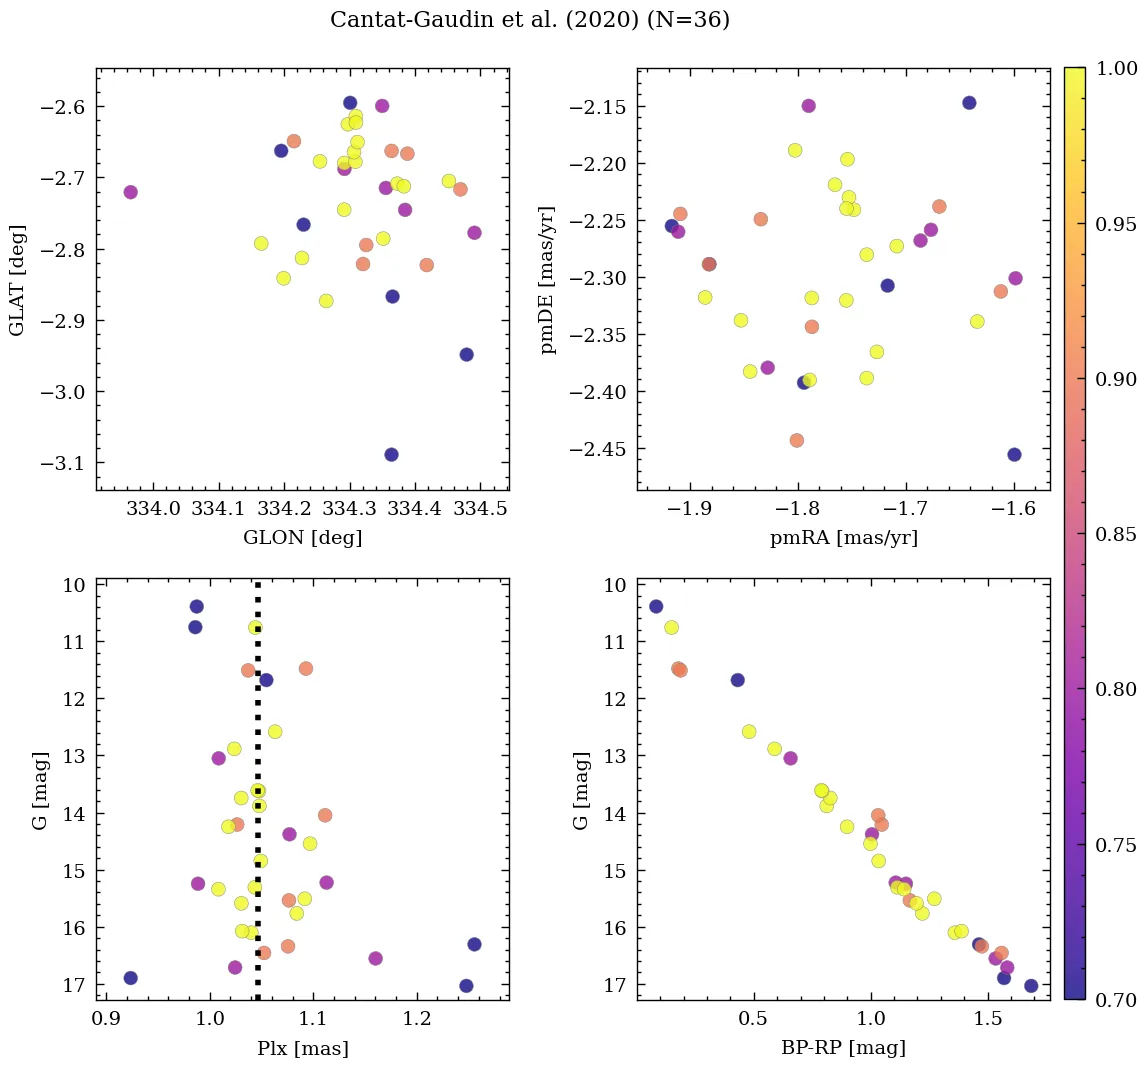 Cantat-Gaudin et al. (2020) (N=36)
−2.6
−2.7
−2.8
−2.9
−3.0
−3.1
GLAT [deg]
334.0 334.1 334.2 334.3 334.4 334.5
GLON [deg]
−2.15
−2.20
−2.25
−2.30
−2.35
−2.40
−2.45
pmDE [mas/yr]
−1.9 −1.8 −1.7 −1.6
pmRA [mas/yr]
10
11
12
13
14
15
16
17
G [mag]
0.9 1.0 1.1 1.2
Plx [mas]
10
11
12
13
14
15
16
17
G [mag]
0.5 1.0 1.5
BP-RP [mag]
1.00
0.95
0.90
0.85
0.80
0.75
0.70